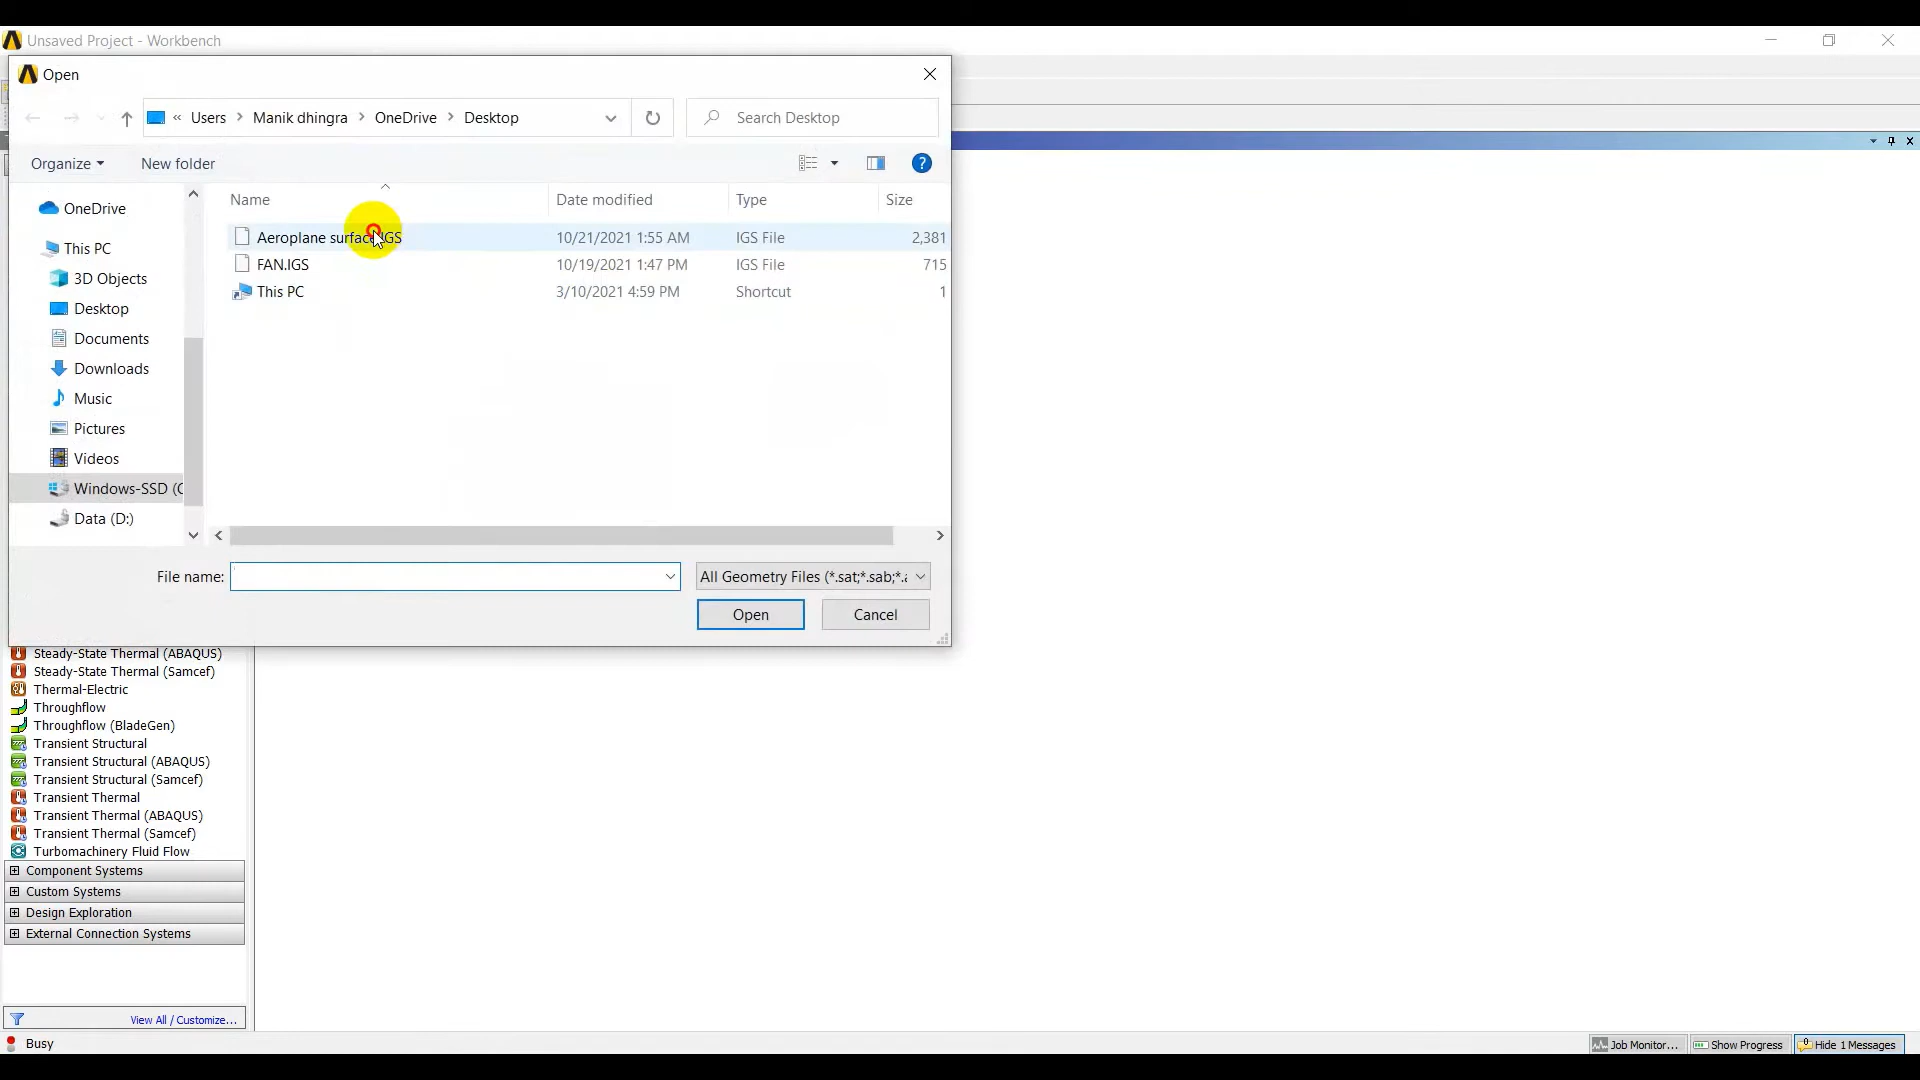 Unsaved Project - Workbench
Open
« Users > Manik dhingra > OneDrive > Desktop
Search Desktop
Organize
New folder
Name
Date modified
Type
Size
Aeroplane surface.IGS
10/21/2021 1:55 AM
IGS File
2,381
FAN.IGS
10/19/2021 1:47 PM
IGS File
715
This PC
3/10/2021 4:59 PM
Shortcut
1
OneDrive
This PC
3D Objects
Desktop
Documents
Downloads
Music
Pictures
Videos
Windows-SSD (C
Data (D:)
File name:
All Geometry Files (*.sat;*.sab;*.a
Open
Cancel
Steady-State Thermal (ABAQUS)
Steady-State Thermal (Samcef)
Thermal-Electric
Throughflow
Throughflow (BladeGen)
Transient Structural
Transient Structural (ABAQUS)
Transient Structural (Samcef)
Transient Thermal
Transient Thermal (ABAQUS)
Transient Thermal (Samcef)
Turbomachinery Fluid Flow
Component Systems
Custom Systems
Design Exploration
External Connection Systems
View All / Customize...
Busy
Job Monitor...
Show Progress
Hide 1 Messages